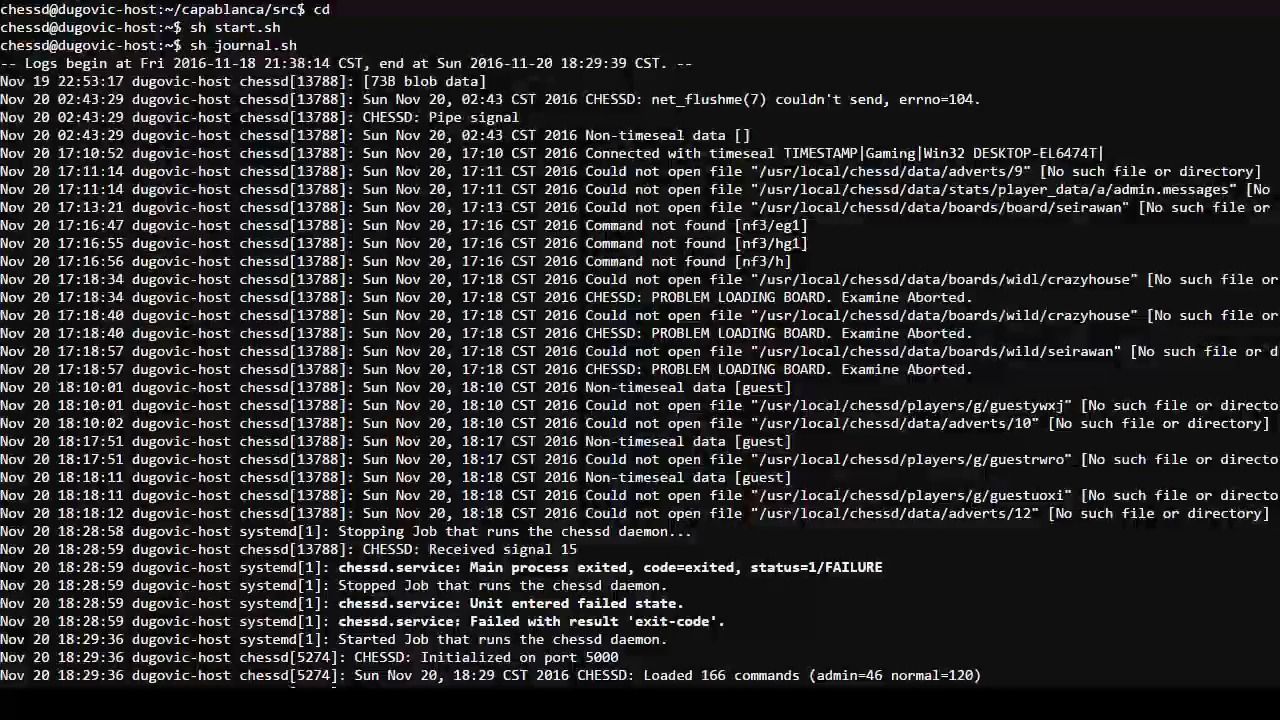 chessd@dugovic-host:~/capablanca/src$ cd
chessd@dugovic-host:~$ sh start.sh
chessd@dugovic-host:~$ sh journal.sh
-- Logs begin at Fri 2016-11-18 21:38:14 CST, end at Sun 2016-11-20 18:29:39 CST. --
Nov 19 22:53:17 dugovic-host chessd[13788]: [73B blob data]
Nov 20 02:43:29 dugovic-host chessd[13788]: Sun Nov 20, 02:43 CST 2016 CHESSD: net_flushme(7) couldn't send, errno=104.
Nov 20 02:43:29 dugovic-host chessd[13788]: CHESSD: Pipe signal
Nov 20 02:43:29 dugovic-host chessd[13788]: Sun Nov 20, 02:43 CST 2016 Non-timeseal data []
Nov 20 17:10:52 dugovic-host chessd[13788]: Sun Nov 20, 17:10 CST 2016 Connected with timeseal TIMESTAMP|Gaming|Win32 DESKTOP-EL6474T|
Nov 20 17:11:14 dugovic-host chessd[13788]: Sun Nov 20, 17:11 CST 2016 Could not open file "/usr/local/chessd/data/adverts/9" [No such file or directory]
Nov 20 17:11:14 dugovic-host chessd[13788]: Sun Nov 20, 17:11 CST 2016 Could not open file "/usr/local/chessd/data/stats/player_data/a/admin.messages" [No
Nov 20 17:13:21 dugovic-host chessd[13788]: Sun Nov 20, 17:13 CST 2016 Could not open file "/usr/local/chessd/data/boards/board/seirawan" [No such file or
Nov 20 17:16:47 dugovic-host chessd[13788]: Sun Nov 20, 17:16 CST 2016 Command not found [nf3/eg1]
Nov 20 17:16:55 dugovic-host chessd[13788]: Sun Nov 20, 17:16 CST 2016 Command not found [nf3/hg1]
Nov 20 17:16:56 dugovic-host chessd[13788]: Sun Nov 20, 17:16 CST 2016 Command not found [nf3/h]
Nov 20 17:18:34 dugovic-host chessd[13788]: Sun Nov 20, 17:18 CST 2016 Could not open file "/usr/local/chessd/data/boards/widl/crazyhouse" [No such file or
Nov 20 17:18:34 dugovic-host chessd[13788]: Sun Nov 20, 17:18 CST 2016 CHESSD: PROBLEM LOADING BOARD. Examine Aborted.
Nov 20 17:18:40 dugovic-host chessd[13788]: Sun Nov 20, 17:18 CST 2016 Could not open file "/usr/local/chessd/data/boards/wild/crazyhouse" [No such file or
Nov 20 17:18:40 dugovic-host chessd[13788]: Sun Nov 20, 17:18 CST 2016 CHESSD: PROBLEM LOADING BOARD. Examine Aborted.
Nov 20 17:18:57 dugovic-host chessd[13788]: Sun Nov 20, 17:18 CST 2016 Could not open file "/usr/local/chessd/data/boards/wild/seirawan" [No such file or d
Nov 20 17:18:57 dugovic-host chessd[13788]: Sun Nov 20, 17:18 CST 2016 CHESSD: PROBLEM LOADING BOARD. Examine Aborted.
Nov 20 18:10:01 dugovic-host chessd[13788]: Sun Nov 20, 18:10 CST 2016 Non-timeseal data [guest]
Nov 20 18:10:01 dugovic-host chessd[13788]: Sun Nov 20, 18:10 CST 2016 Could not open file "/usr/local/chessd/players/g/guestywxj" [No such file or directo
Nov 20 18:10:02 dugovic-host chessd[13788]: Sun Nov 20, 18:10 CST 2016 Could not open file "/usr/local/chessd/data/adverts/10" [No such file or directory]
Nov 20 18:17:51 dugovic-host chessd[13788]: Sun Nov 20, 18:17 CST 2016 Non-timeseal data [guest]
Nov 20 18:17:51 dugovic-host chessd[13788]: Sun Nov 20, 18:17 CST 2016 Could not open file "/usr/local/chessd/players/g/guestrwro" [No such file or directo
Nov 20 18:18:11 dugovic-host chessd[13788]: Sun Nov 20, 18:18 CST 2016 Non-timeseal data [guest]
Nov 20 18:18:11 dugovic-host chessd[13788]: Sun Nov 20, 18:18 CST 2016 Could not open file "/usr/local/chessd/players/g/guestuoxi" [No such file or directo
Nov 20 18:18:12 dugovic-host chessd[13788]: Sun Nov 20, 18:18 CST 2016 Could not open file "/usr/local/chessd/data/adverts/12" [No such file or directory]
Nov 20 18:28:58 dugovic-host systemd[1]: Stopping Job that runs the chessd daemon...
Nov 20 18:28:59 dugovic-host chessd[13788]: CHESSD: Received signal 15
Nov 20 18:28:59 dugovic-host systemd[1]: chessd.service: Main process exited, code=exited, status=1/FAILURE
Nov 20 18:28:59 dugovic-host systemd[1]: Stopped Job that runs the chessd daemon.
Nov 20 18:28:59 dugovic-host systemd[1]: chessd.service: Unit entered failed state.
Nov 20 18:28:59 dugovic-host systemd[1]: chessd.service: Failed with result 'exit-code'.
Nov 20 18:29:36 dugovic-host systemd[1]: Started Job that runs the chessd daemon.
Nov 20 18:29:36 dugovic-host chessd[5274]: CHESSD: Initialized on port 5000
Nov 20 18:29:36 dugovic-host chessd[5274]: Sun Nov 20, 18:29 CST 2016 CHESSD: Loaded 166 commands (admin=46 normal=120)